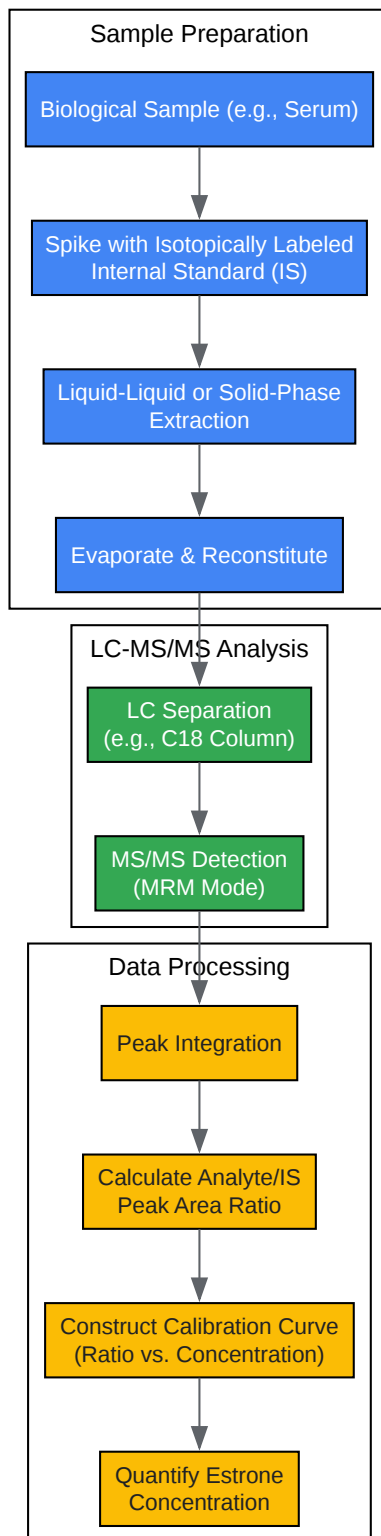 Sample Preparation
Biological Sample (e.g., Serum)
Spike with Isotopically Labeled
Internal Standard (IS)
Liquid-Liquid or Solid-Phase
Extraction
Evaporate & Reconstitute
LC-MS/MS Analysis
LC Separation
(e.g., C18 Column)
MS/MS Detection
(MRM Mode)
Data Processing
Peak Integration
Calculate Analyte/IS
Peak Area Ratio
Construct Calibration Curve
(Ratio vs. Concentration)
Quantify Estrone
Concentration